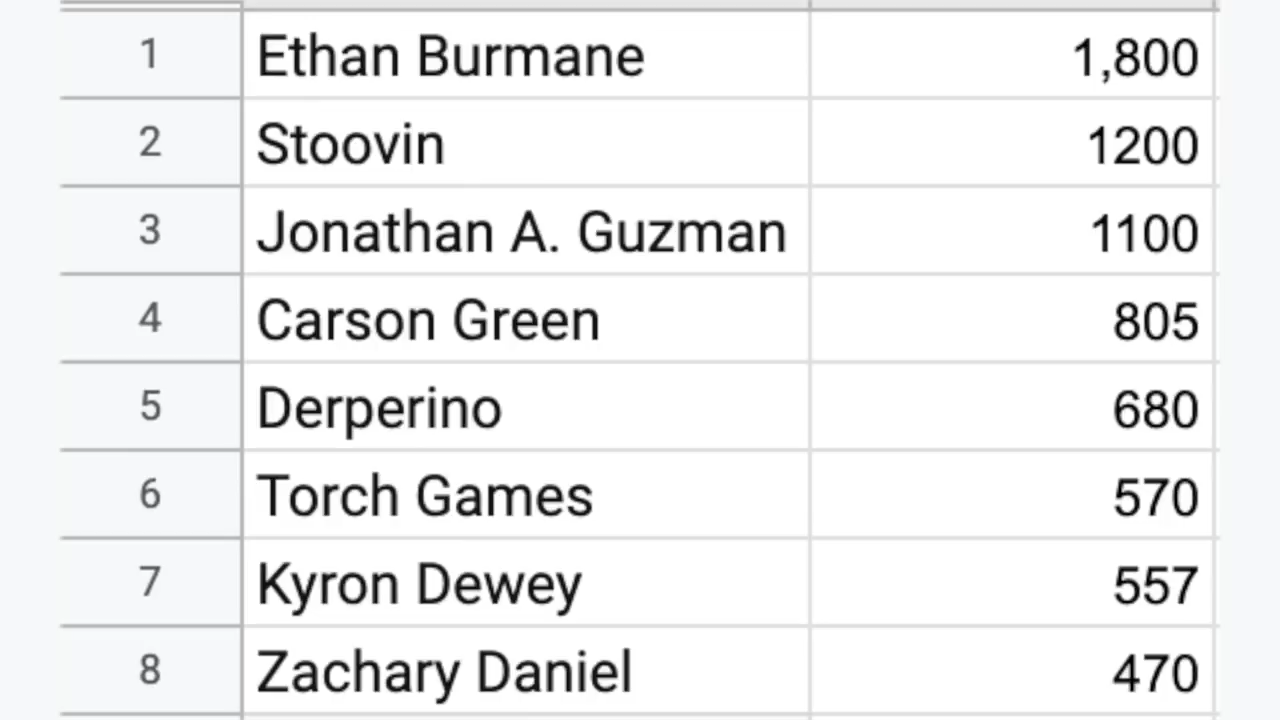 1 Ethan Burmane 1,800
2 Stoovin 1200
3 Jonathan A. Guzman 1100
4 Carson Green 805
5 Derperino 680
6 Torch Games 570
7 Kyron Dewey 557
8 Zachary Daniel 470